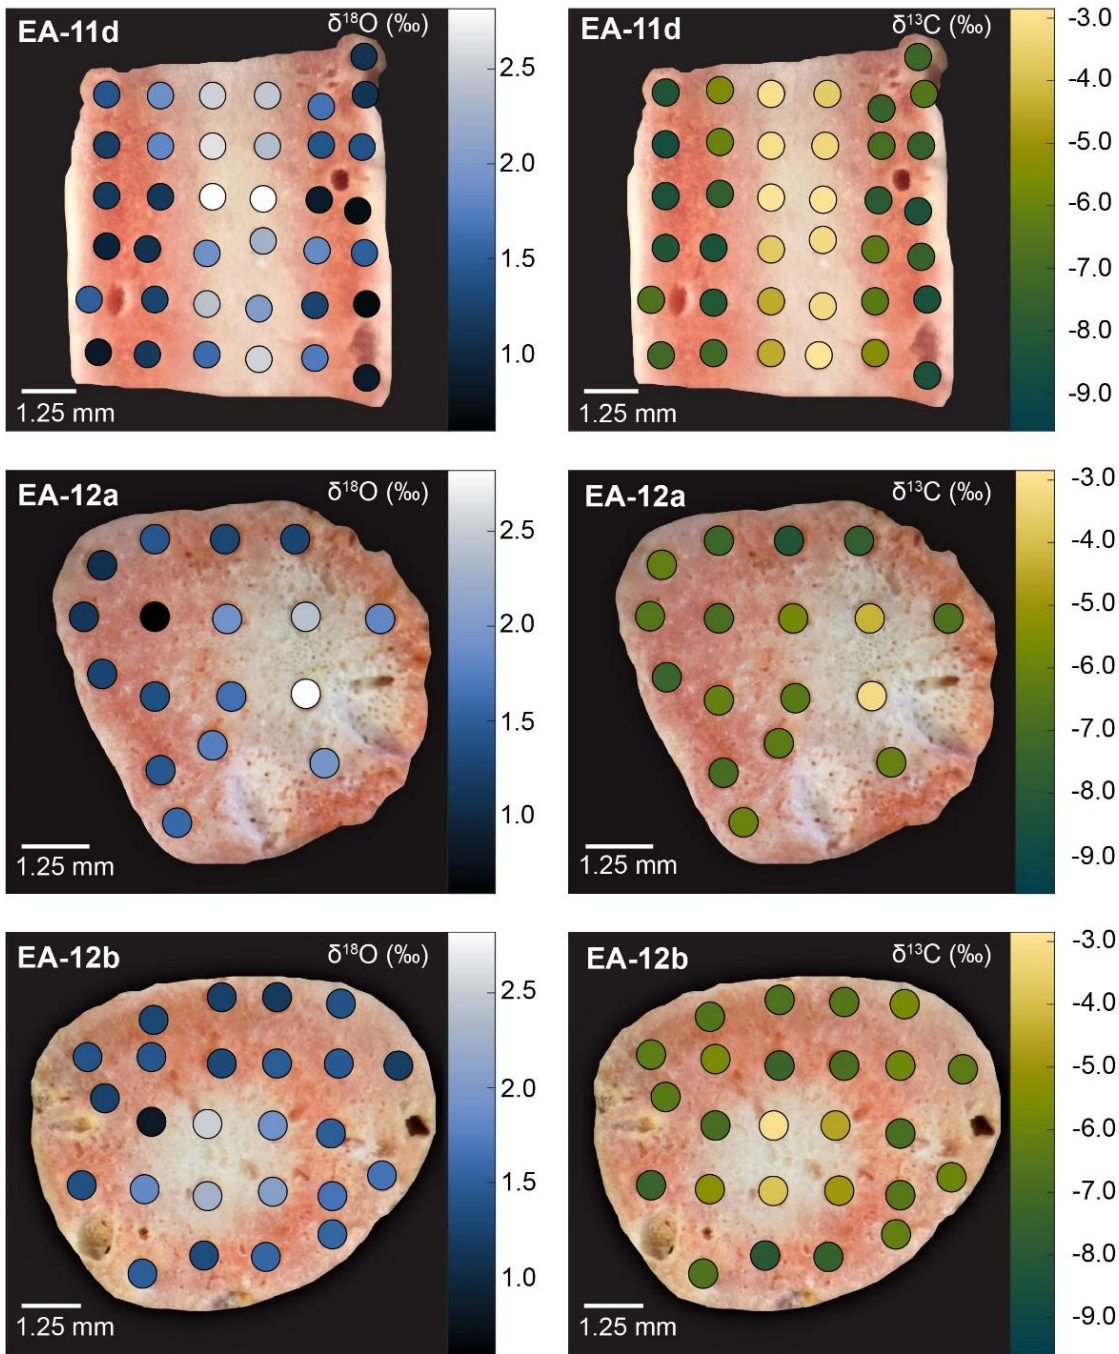 EA-11d δ¹⁸O (‰)
2.5
2.0
1.5
1.0
1.25 mm
EA-11d δ¹³C (‰)
-3.0
-4.0
-5.0
-6.0
-7.0
-8.0
-9.0
1.25 mm
EA-12a δ¹⁸O (‰)
2.5
2.0
1.5
1.0
1.25 mm
EA-12a δ¹³C (‰)
-3.0
-4.0
-5.0
-6.0
-7.0
-8.0
-9.0
1.25 mm
EA-12b δ¹⁸O (‰)
2.5
2.0
1.5
1.0
1.25 mm
EA-12b δ¹³C (‰)
-3.0
-4.0
-5.0
-6.0
-7.0
-8.0
-9.0
1.25 mm